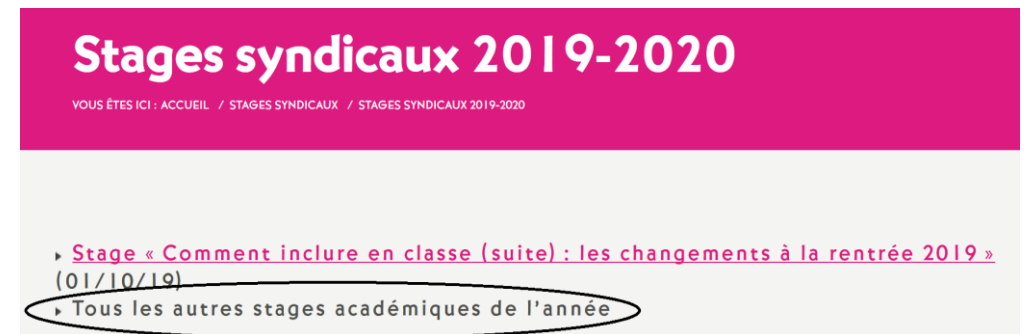 Stages syndicaux 2019-2020
VOUS ÊTES ICI : ACCUEIL / STAGES SYNDICAUX / STAGES SYNDICAUX 2019-2020
Stage « Comment inclure en classe (suite) : les changements à la rentrée 2019 »
(01/10/19)
Tous les autres stages académiques de l'année